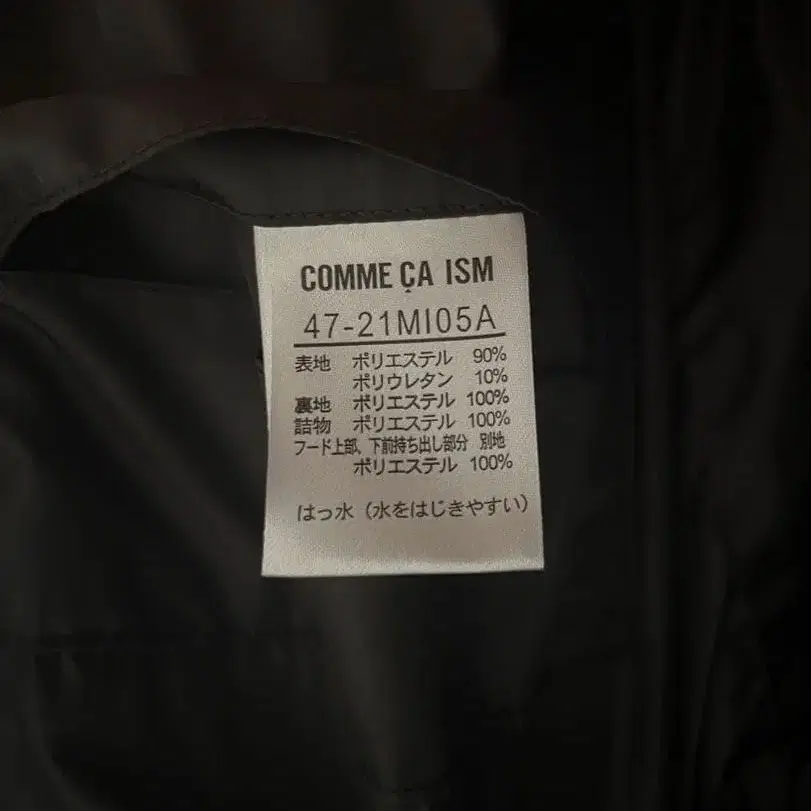 COMME ÇA ISM
47-21MI05A
表地 ポリエステル 90%
ポリウレタン 10%
裏地 ポリエステル 100%
詰物 ポリエステル 100%
フード上部、下前持ち出し部分 別地
ポリエステル 100%
はっ水（水をはじきやすい）